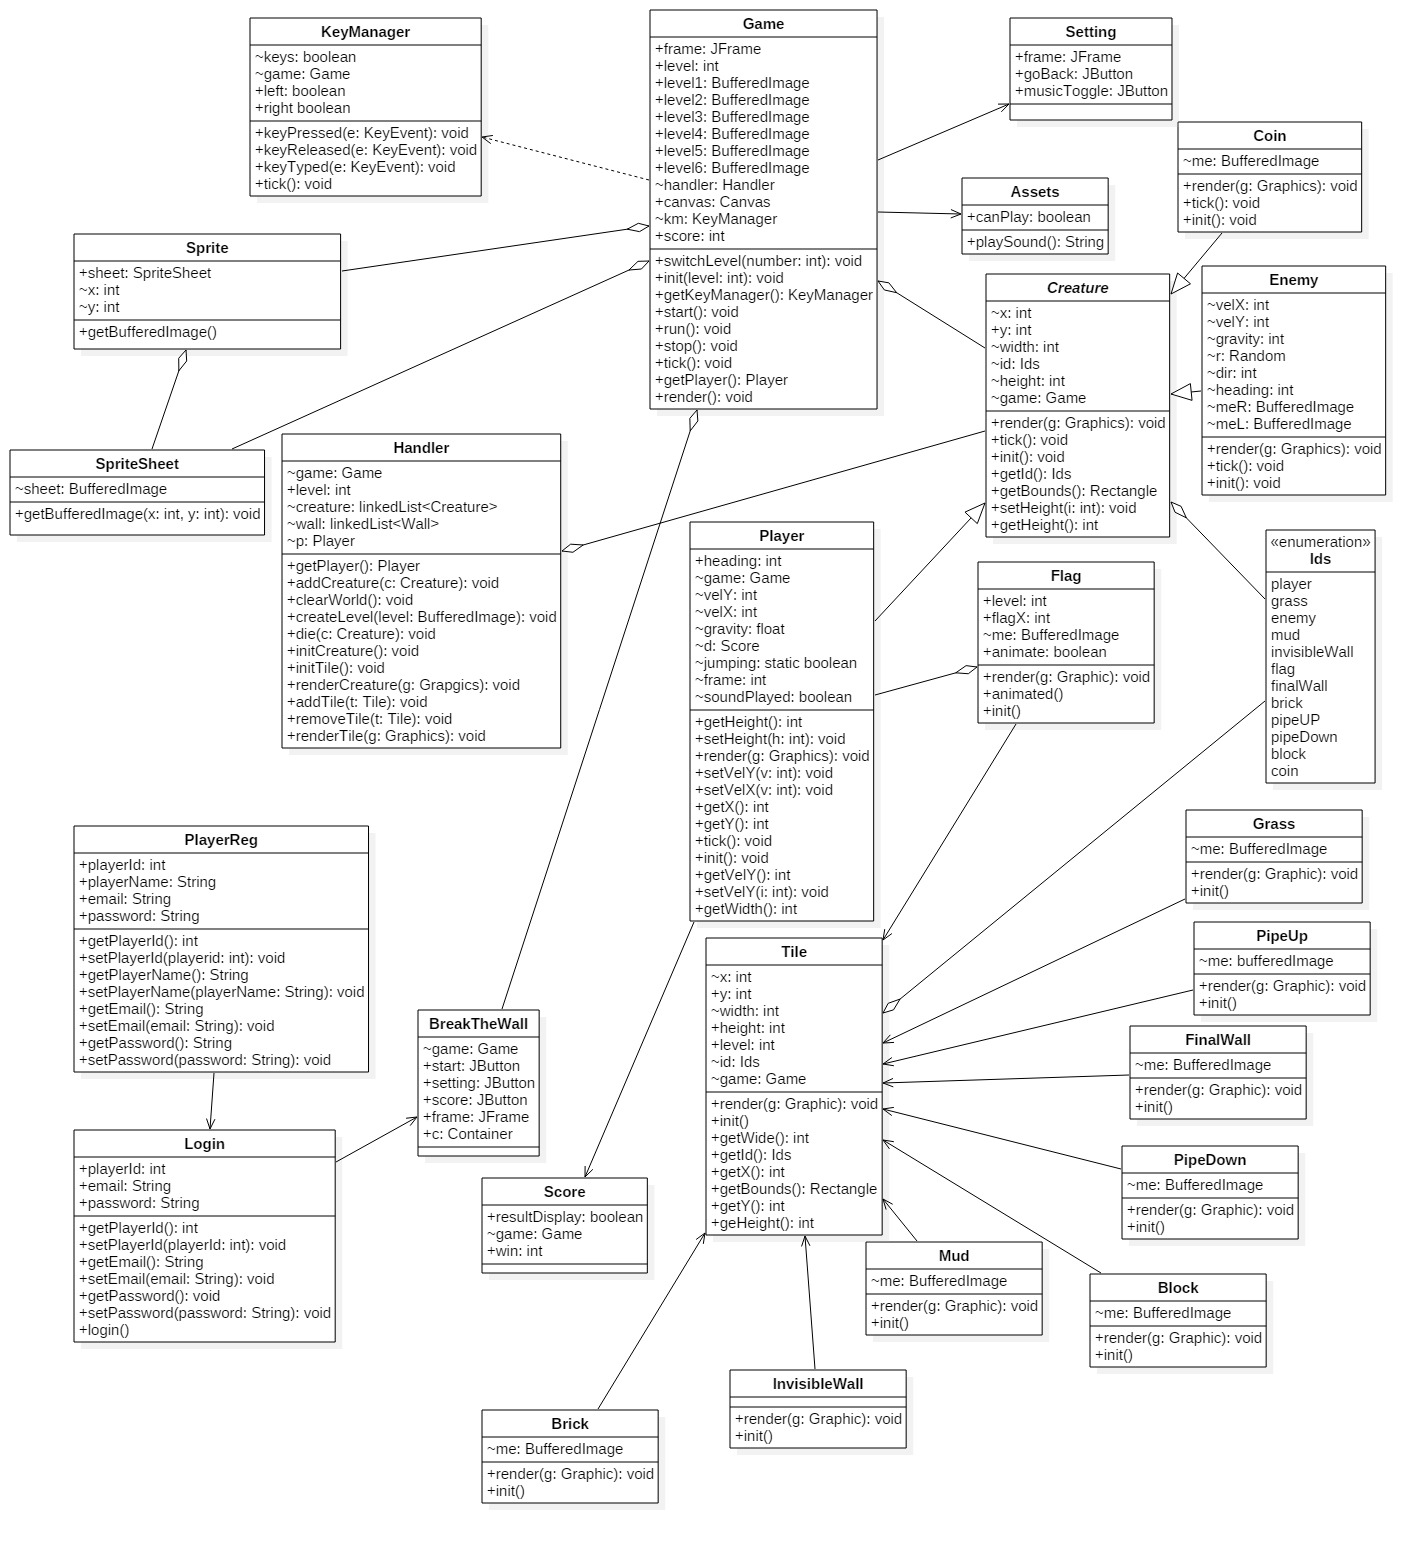 KeyManager
~keys: boolean
~game: Game
+left: boolean
+right boolean
+keyPressed(e: KeyEvent): void
+keyReleased(e: KeyEvent): void
+keyTyped(e: KeyEvent): void
+tick(): void
Game
+frame: JFrame
+level: int
+level1: BufferedImage
+level2: BufferedImage
+level3: BufferedImage
+level4: BufferedImage
+level5: BufferedImage
+level6: BufferedImage
~handler: Handler
+canvas: Canvas
~km: KeyManager
+score: int
+switchLevel(number: int): void
+init(level: int): void
+getKeyManager(): KeyManager
+start(): void
+run(): void
+stop(): void
+tick(): void
+getPlayer(): Player
+render(): void
Setting
+frame: JFrame
+goBack: JButton
+musicToggle: JButton
Coin
~me: BufferedImage
+render(g: Graphics): void
+tick(): void
+init(): void
Assets
+canPlay: boolean
+playSound(): String
Sprite
+sheet: SpriteSheet
~x: int
~y: int
+getBufferedImage()
Creature
~x: int
+y: int
~width: int
~id: Ids
~height: int
~game: Game
+render(g: Graphics): void
+tick(): void
+init(): void
+getId(): Ids
+getBounds(): Rectangle
+setHeight(i: int): void
+getHeight(): int
Enemy
~velX: int
~velY: int
~gravity: int
~r: Random
~dir: int
~heading: int
~meR: BufferedImage
~meL: BufferedImage
+render(g: Graphics): void
+tick(): void
+init(): void
SpriteSheet
~sheet: BufferedImage
+getBufferedImage(x: int, y: int): void
Handler
~game: Game
+level: int
~creature: linkedList<Creature>
~wall: linkedList<Wall>
~p: Player
+getPlayer(): Player
+addCreature(c: Creature): void
+clearWorld(): void
+createLevel(level: BufferedImage): void
+die(c: Creature): void
+initCreature(): void
+initTile(): void
+renderCreature(g: Grapgics): void
+addTile(t: Tile): void
+removeTile(t: Tile): void
+renderTile(g: Graphics): void
Player
+heading: int
~game: Game
~velY: int
~velX: int
~gravity: float
~d: Score
~jumping: static boolean
~frame: int
~soundPlayed: boolean
+getHeight(): int
+setHeight(h: int): void
+render(g: Graphics): void
+setVelY(v: int): void
+setVelX(v: int): void
+getX(): int
+getY(): int
+tick(): void
+init(): void
+getVelY(): int
+setVelY(i: int): void
+getWidth(): int
Flag
+level: int
+flagX: int
~me: BufferedImage
+animate: boolean
+render(g: Graphic): void
+animated()
+init()
«enumeration»
Ids
player
grass
enemy
mud
invisibleWall
flag
finalWall
brick
pipeUP
pipeDown
block
coin
Grass
~me: BufferedImage
+render(g: Graphic): void
+init()
PlayerReg
+playerId: int
+playerName: String
+email: String
+password: String
+getPlayerId(): int
+setPlayerId(playerid: int): void
+getPlayerName(): String
+setPlayerName(playerName: String): void
+getEmail(): String
+setEmail(email: String): void
+getPassword(): String
+setPassword(password: String): void
PipeUp
~me: bufferedImage
+render(g: Graphic): void
+init()
Tile
~x: int
+y: int
~width: int
+height: int
+level: int
~id: Ids
~game: Game
+render(g: Graphic): void
+init()
+getWide(): int
+getId(): Ids
+getX(): int
+getBounds(): Rectangle
+getY(): int
+geHeight(): int
BreakTheWall
~game: Game
+start: JButton
+setting: JButton
+score: JButton
+frame: JFrame
+c: Container
FinalWall
~me: BufferedImage
+render(g: Graphic): void
+init()
Login
+playerId: int
+email: String
+password: String
+getPlayerId(): int
+setPlayerId(playerId: int): void
+getEmail(): String
+setEmail(email: String): void
+getPassword(): void
+setPassword(password: String): void
+login()
PipeDown
~me: BufferedImage
+render(g: Graphic): void
+init()
Score
+resultDisplay: boolean
~game: Game
+win: int
Mud
~me: BufferedImage
+render(g: Graphic): void
+init()
Block
~me: BufferedImage
+render(g: Graphic): void
+init()
InvisibleWall
+render(g: Graphic): void
+init()
Brick
~me: BufferedImage
+render(g: Graphic): void
+init()